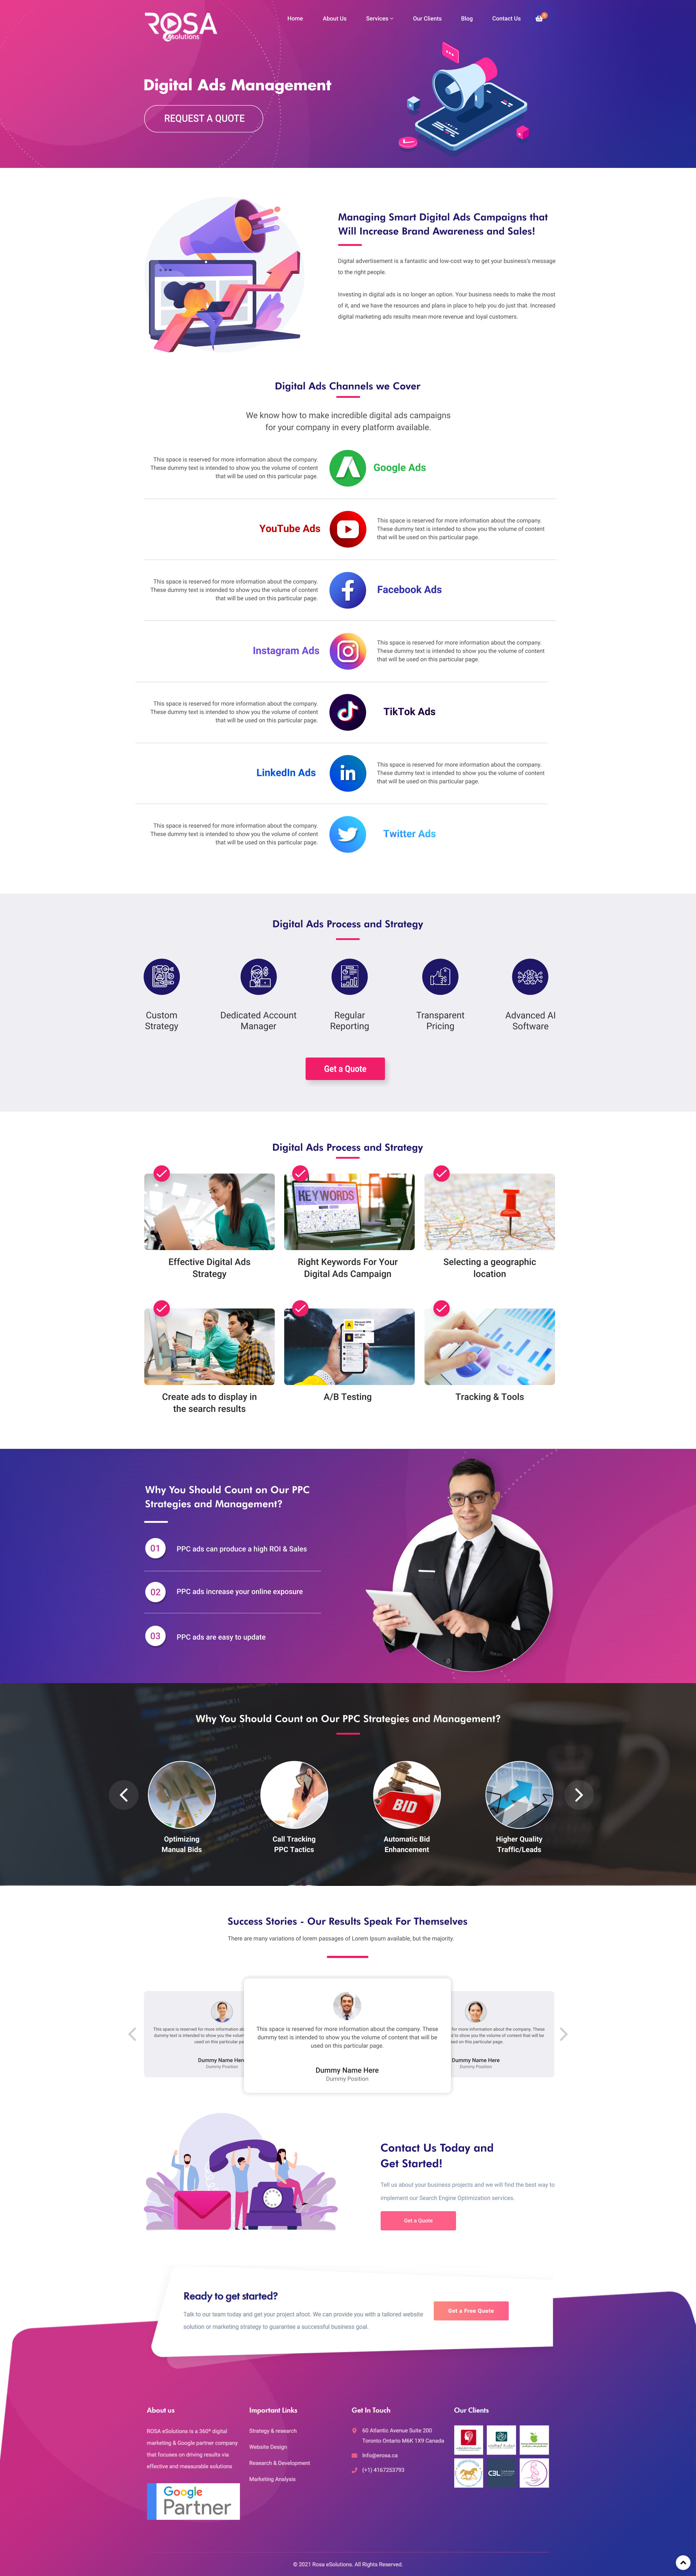 ROSA
eSolutions
Home
About Us
Services
Our Clients
Blog
Contact Us
Digital Ads Management
REQUEST A QUOTE
Managing Smart Digital Ads Campaigns that
Will Increase Brand Awareness and Sales!
Digital advertisement is a fantastic and low-cost way to get your business's message
to the right people.
Investing in digital ads is no longer an option. Your business needs to make the most
of it, and we have the resources and plans in place to help you do just that. Increased
digital marketing ads results mean more revenue and loyal customers.
Digital Ads Channels we Cover
We know how to make incredible digital ads campaigns
for your company in every platform available.
This space is reserved for more information about the company.
These dummy text is intended to show you the volume of content
that will be used on this particular page.
Google Ads
YouTube Ads
This space is reserved for more information about the company.
These dummy text is intended to show you the volume of content
that will be used on this particular page.
This space is reserved for more information about the company.
These dummy text is intended to show you the volume of content
that will be used on this particular page.
Facebook Ads
Instagram Ads
This space is reserved for more information about the company.
These dummy text is intended to show you the volume of content
that will be used on this particular page.
This space is reserved for more information about the company.
These dummy text is intended to show you the volume of content
that will be used on this particular page.
TikTok Ads
LinkedIn Ads
in
This space is reserved for more information about the company.
These dummy text is intended to show you the volume of content
that will be used on this particular page.
This space is reserved for more information about the company.
These dummy text is intended to show you the volume of content
that will be used on this particular page.
Twitter Ads
Digital Ads Process and Strategy
Custom
Strategy
Dedicated Account
Manager
Regular
Reporting
Transparent
Pricing
Advanced AI
Software
Get a Quote
Digital Ads Process and Strategy
KEYWORDS
Effective Digital Ads
Strategy
Right Keywords For Your
Digital Ads Campaign
Selecting a geographic
location
Create ads to display in
the search results
A/B Testing
Tracking & Tools
Why You Should Count on Our PPC
Strategies and Management?
01
PPC ads can produce a high ROI & Sales
02
PPC ads increase your online exposure
03
PPC ads are easy to update
Why You Should Count on Our PPC Strategies and Management?
BID
Optimizing
Manual Bids
Call Tracking
PPC Tactics
Automatic Bid
Enhancement
Higher Quality
Traffic/Leads
Success Stories - Our Results Speak For Themselves
There are many variations of lorem passages of Lorem Ipsum available, but the majority.
This space is reserved for more information ab
dummy text is intended to show you the volum
used on this particular pa
Dummy Name Her
Dummy Position
This space is reserved for more information about the company. These
dummy text is intended to show you the volume of content that will be
used on this particular page.
Dummy Name Here
Dummy Position
for more information about the company. These
to show you the volume of content that will be
on this particular page.
Dummy Name Here
Dummy Position
Contact Us Today and
Get Started!
Tell us about your business projects and we will find the best way to
implement our Search Engine Optimization services.
Get a Quote
Ready to get started?
Talk to our team today and get your project afoot. We can provide you with a tailored website
solution or marketing strategy to guarantee a successful business goal.
Get a Free Quote
About us
ROSA eSolutions is a 360° digital
marketing & Google partner company
that focuses on driving results via
effective and measurable solutions
Google
Partner
Important Links
Strategy & research
Website Design
Research & Development
Marketing Analysis
Get In Touch
60 Atlantic Avenue Suite 200
Toronto Ontario M6K 1X9 Canada
Info@erosa.ca
(+1) 4167253793
Our Clients
CBL
© 2021 Rosa eSolutions. All Rights Reserved.